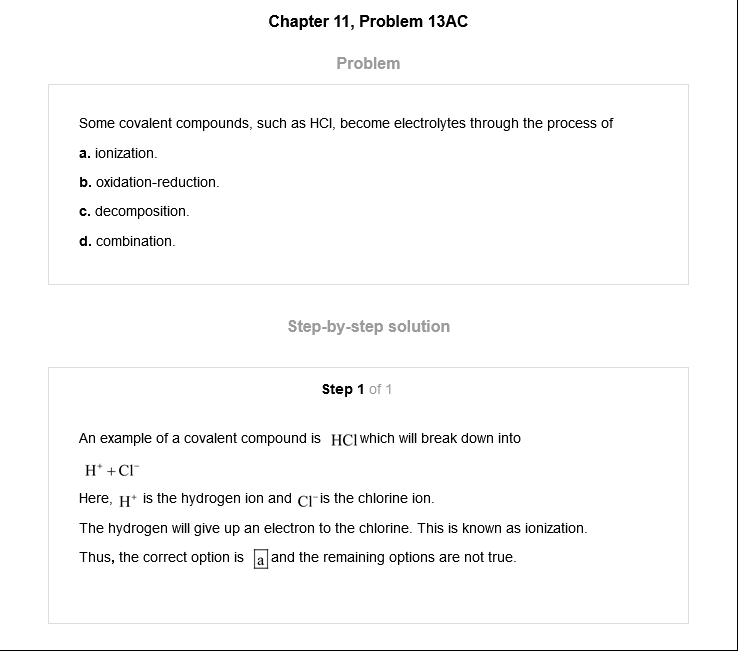 Chapter 11, Problem 13AC
Problem
Some covalent compounds, such as HCl, become electrolytes through the process of
a. ionization.
b. oxidation-reduction.
c. decomposition.
d. combination.
Step-by-step solution
Step 1 of 1
An example of a covalent compound is HCl which will break down into
H⁺ + Cl⁻
Here, H⁺ is the hydrogen ion and Cl⁻ is the chlorine ion.
The hydrogen will give up an electron to the chlorine. This is known as ionization.
Thus, the correct option is a and the remaining options are not true.